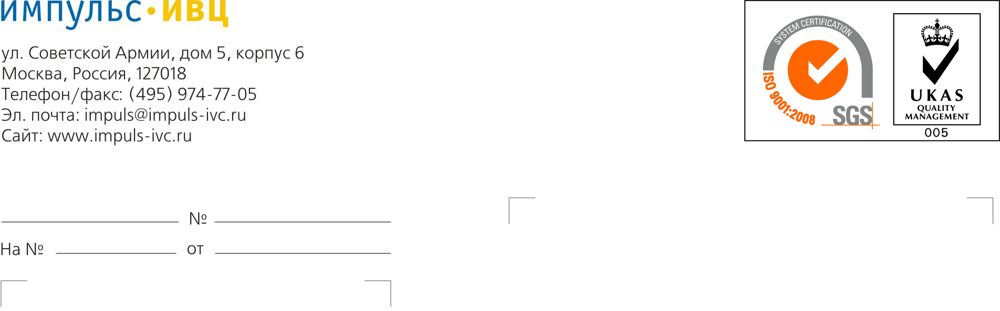 импульс·ивц
ул. Советской Армии, дом 5, корпус 6
Москва, Россия, 127018
Телефон/факс: (495) 974-77-05
Эл. почта: impuls@impuls-ivc.ru
Сайт: www.impuls-ivc.ru
SYSTEM CERTIFICATION
ISO 9001:2008
SGS
UKAS
QUALITY
MANAGEMENT
005
№
На № от